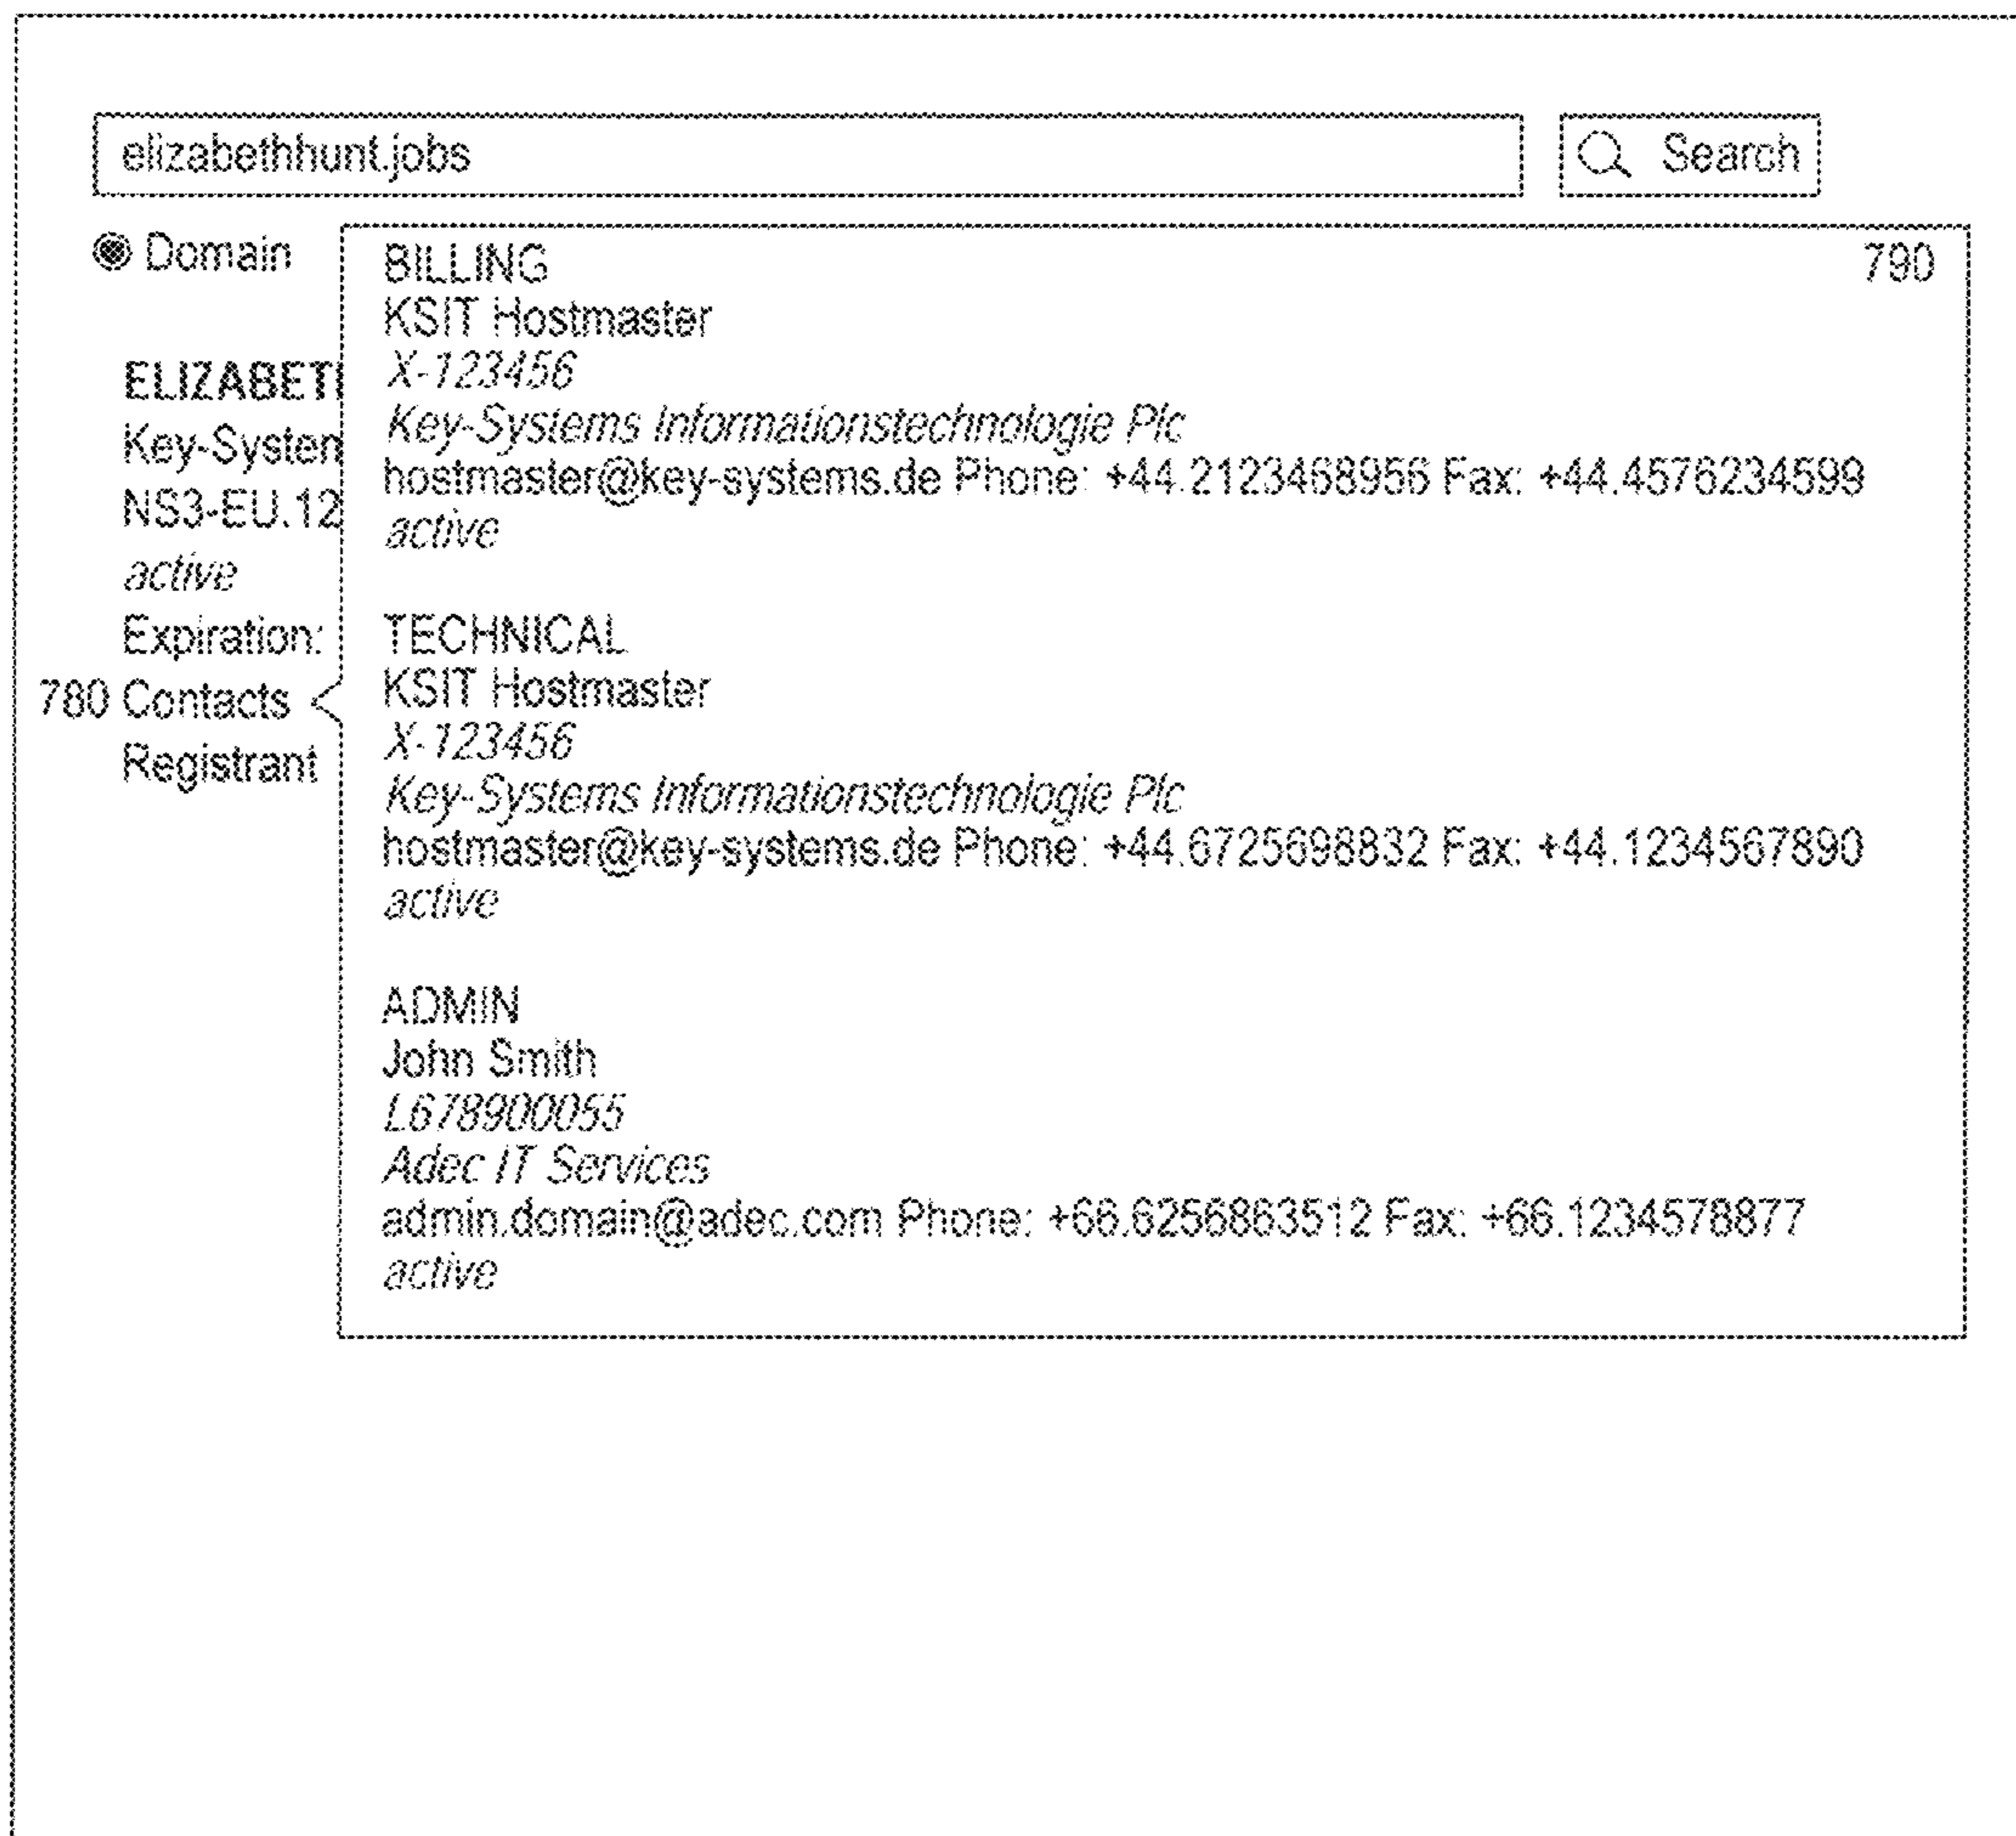 elizabethhunt.jobs
Search
Domain
790
ELIZABETI
Key-System
NS3-EU.12
active
Expiration:
780 Contacts
Registrant
BILLING
KSIT Hostmaster
X-123456
Key-Systems Informationstechnologie Plc
hostmaster@key-systems.de Phone: +44.2123468956 Fax: +44.4576234599
active
TECHNICAL
KSIT Hostmaster
X-123456
Key-Systems Informationstechnologie Plc
hostmaster@key-systems.de Phone: +44.6725698832 Fax: +44.1234567890
active
ADMIN
John Smith
L678900055
Adec IT Services
admin.domain@adec.com Phone: +66.6256863512 Fax: +66.1234578877
active